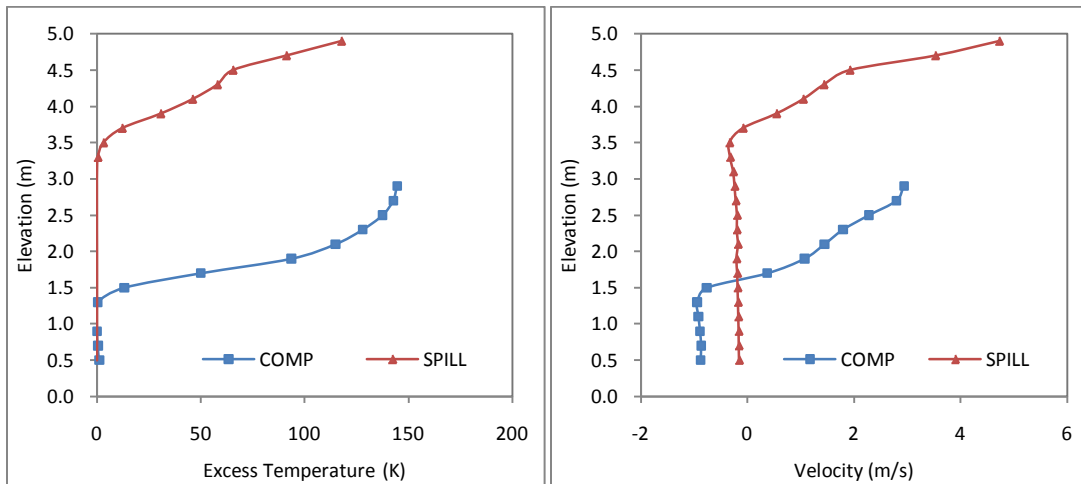 5.0
4.5
4.0
3.5
3.0
2.5
2.0
1.5
1.0
0.5
0.0
Elevation (m)
COMP SPILL
0 50 100 150 200
Excess Temperature (K)
5.0
4.5
4.0
3.5
3.0
2.5
2.0
1.5
1.0
0.5
0.0
Elevation (m)
COMP SPILL
-2 0 2 4 6
Velocity (m/s)